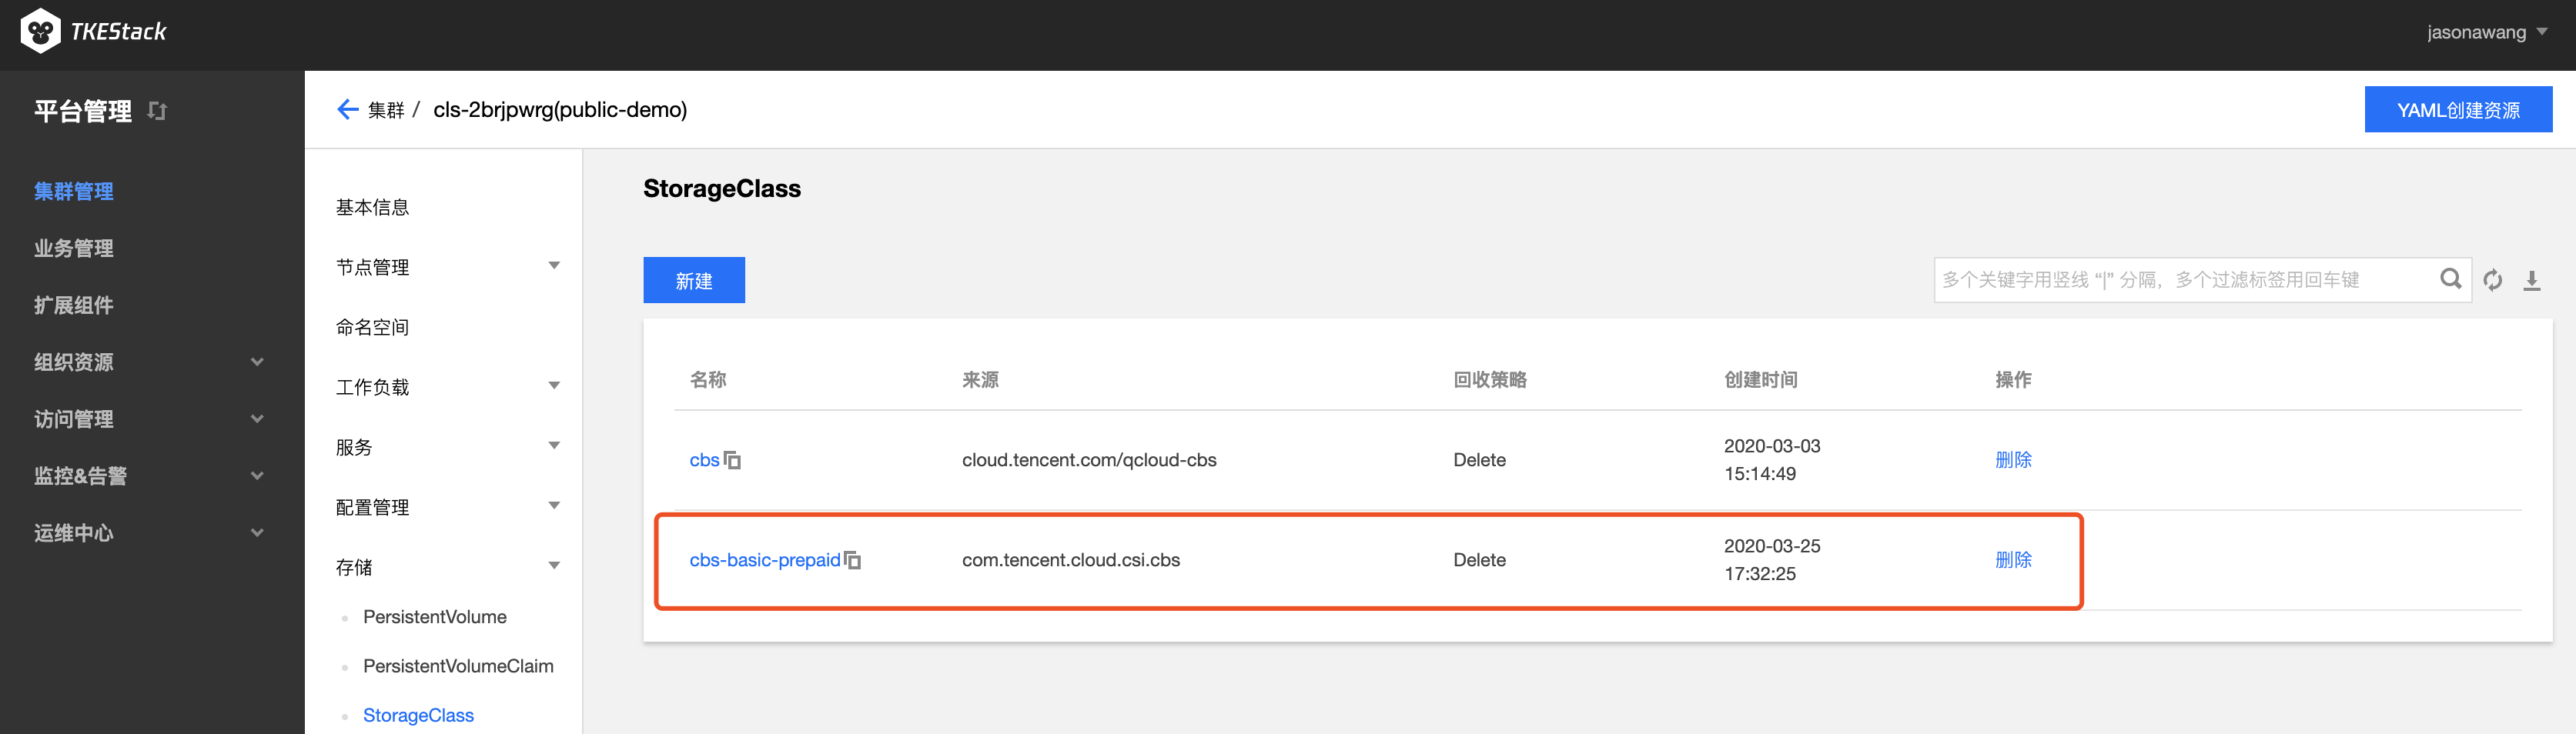 TKEStack
jasonawang
平台管理
集群管理
业务管理
扩展组件
组织资源
访问管理
监控&告警
运维中心
集群 / cls-2brjpwrg(public-demo)
YAML创建资源
基本信息
节点管理
命名空间
工作负载
服务
配置管理
存储
PersistentVolume
PersistentVolumeClaim
StorageClass
StorageClass
新建
多个关键字用竖线 “|” 分隔，多个过滤标签用回车键
名称 来源 回收策略 创建时间 操作
cbs cloud.tencent.com/qcloud-cbs Delete 2020-03-03 15:14:49 删除
cbs-basic-prepaid com.tencent.cloud.csi.cbs Delete 2020-03-25 17:32:25 删除